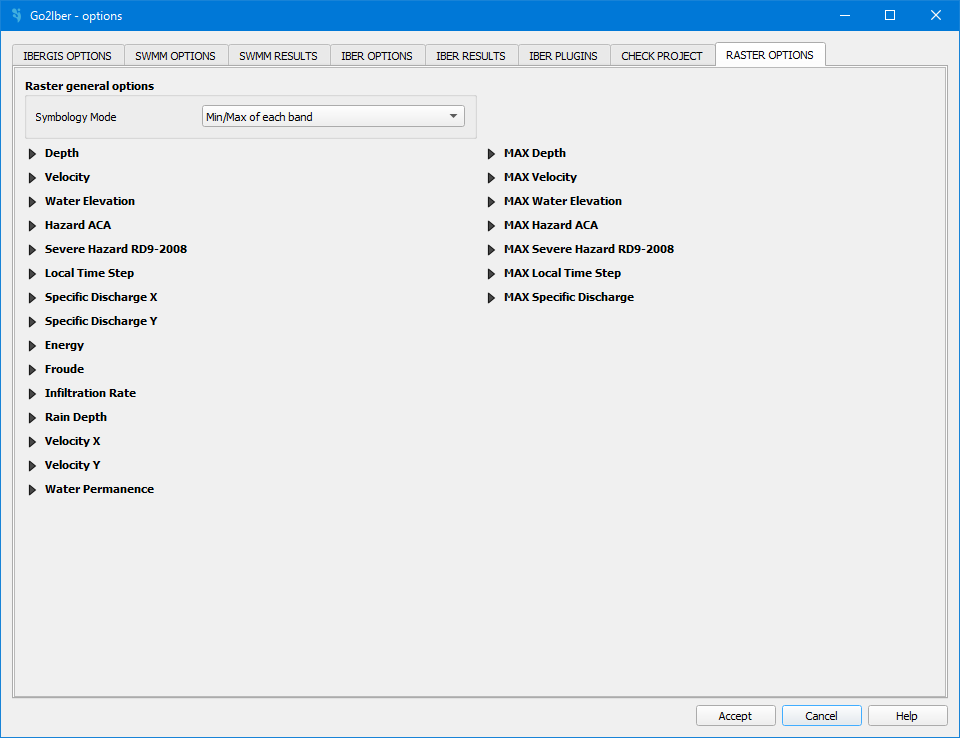 Go2Iber - options
IBERGIS OPTIONS SWMM OPTIONS SWMM RESULTS IBER OPTIONS IBER RESULTS IBER PLUGINS CHECK PROJECT RASTER OPTIONS
Raster general options
Symbology Mode Min/Max of each band
Depth
Velocity
Water Elevation
Hazard ACA
Severe Hazard RD9-2008
Local Time Step
Specific Discharge X
Specific Discharge Y
Energy
Froude
Infiltration Rate
Rain Depth
Velocity X
Velocity Y
Water Permanence
MAX Depth
MAX Velocity
MAX Water Elevation
MAX Hazard ACA
MAX Severe Hazard RD9-2008
MAX Local Time Step
MAX Specific Discharge
Accept Cancel Help